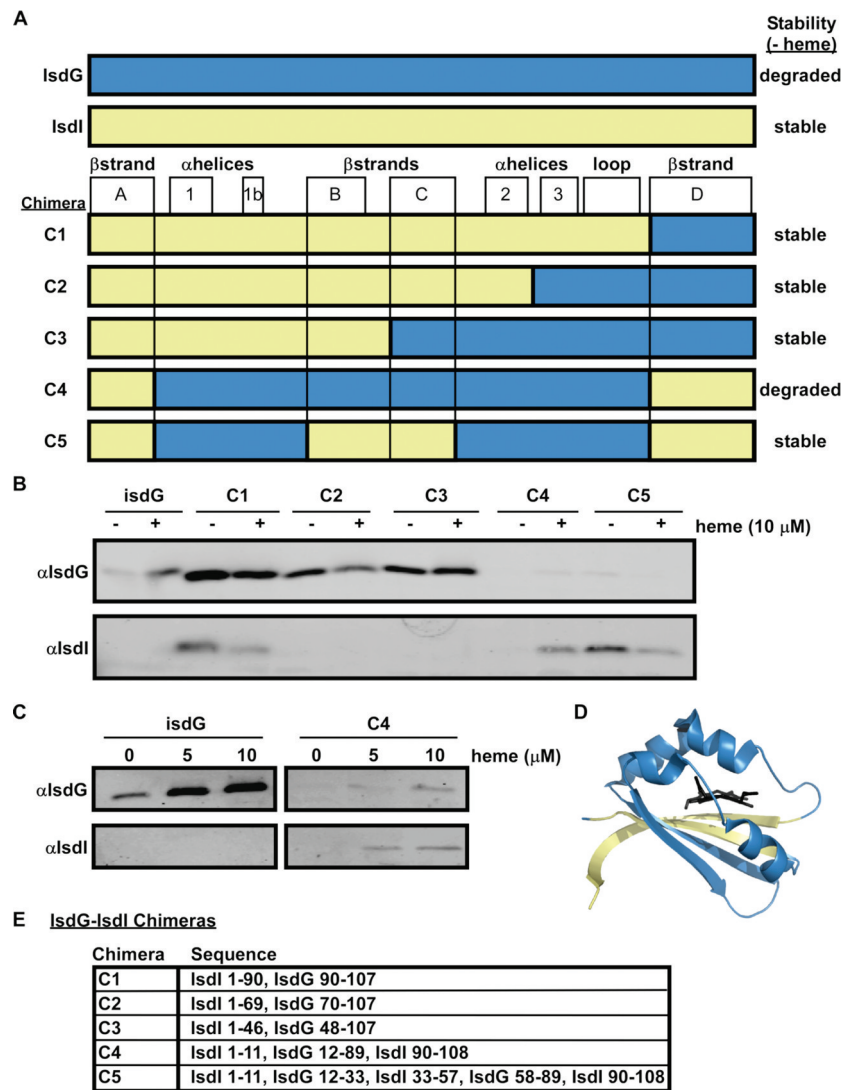 A
Stability
(- heme)
IsdG degraded
IsdI stable
βstrand αhelices βstrands αhelices loop βstrand
Chimera A 1 1b B C 2 3 D
C1 stable
C2 stable
C3 stable
C4 degraded
C5 stable
B
isdG C1 C2 C3 C4 C5
- + - + - + - + - + - + heme (10 μM)
αIsdG
αIsdI
C D
isdG C4
0 5 10 0 5 10 heme (μM)
αIsdG
αIsdI
E IsdG-IsdI Chimeras
Chimera Sequence
C1 IsdI 1-90, IsdG 90-107
C2 IsdI 1-69, IsdG 70-107
C3 IsdI 1-46, IsdG 48-107
C4 IsdI 1-11, IsdG 12-89, IsdI 90-108
C5 IsdI 1-11, IsdG 12-33, IsdI 33-57, IsdG 58-89, IsdI 90-108